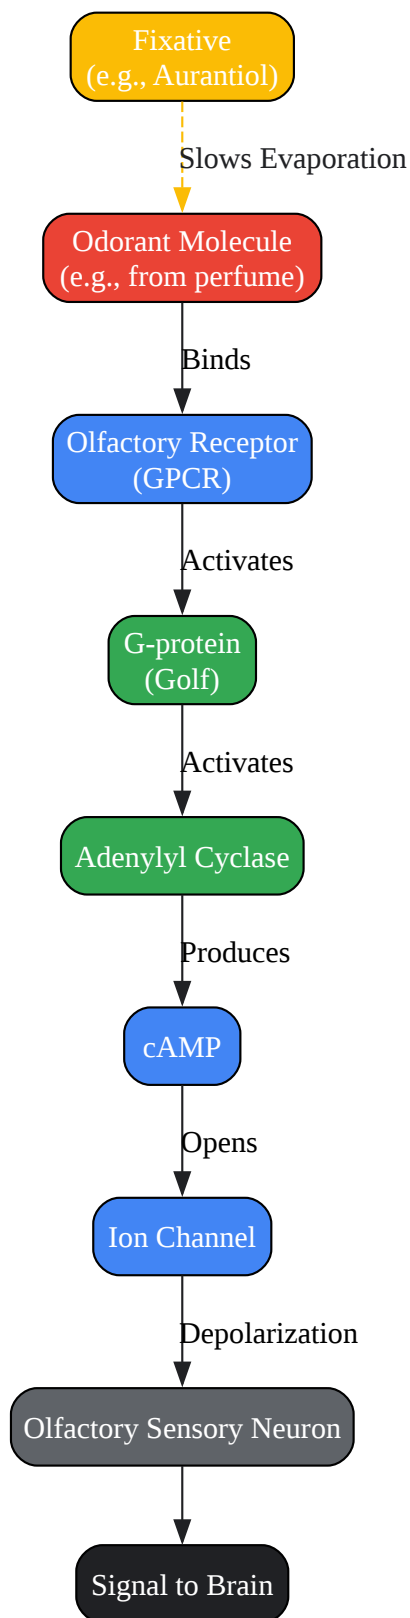 Fixative
(e.g., Aurantiol)
Slows Evaporation
Odorant Molecule
(e.g., from perfume)
Binds
Olfactory Receptor
(GPCR)
Activates
G-protein
(Golf)
Activates
Adenylyl Cyclase
Produces
cAMP
Opens
Ion Channel
Depolarization
Olfactory Sensory Neuron
Signal to Brain